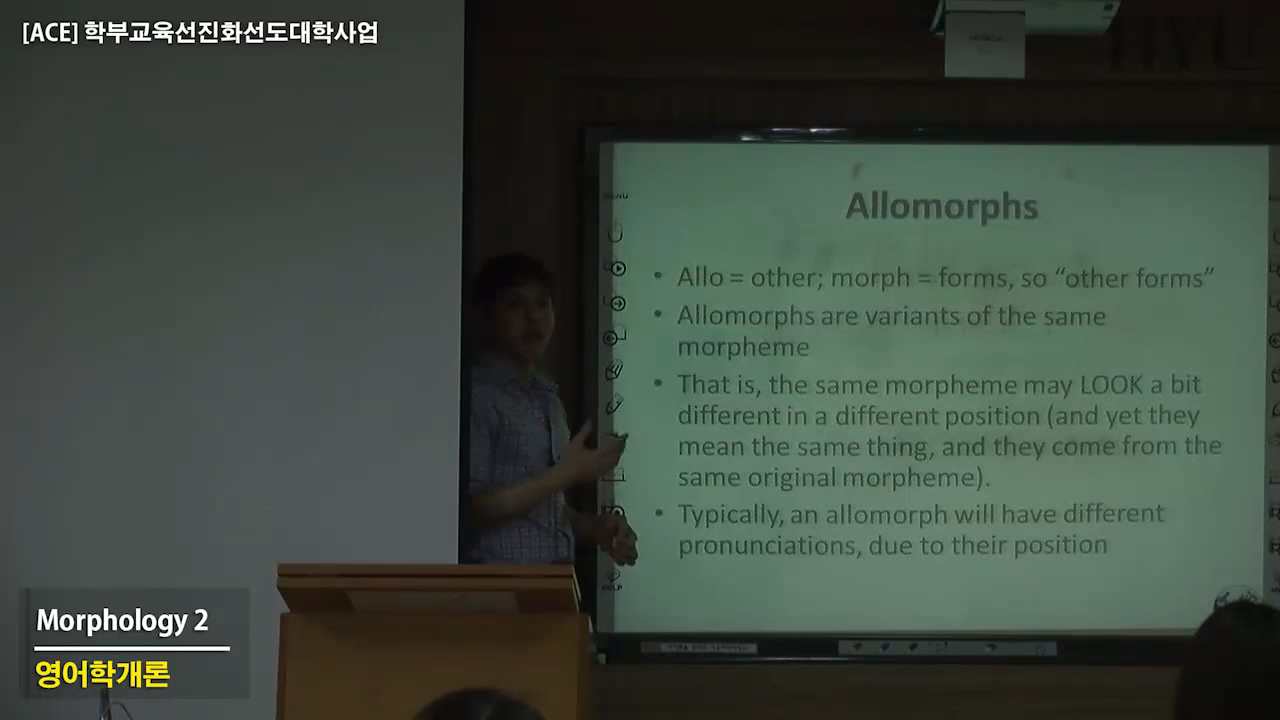 [ACE] 학부교육선진화선도대학사업
HYU
MENU
Allomorphs
• Allo = other; morph = forms, so “other forms”
• Allomorphs are variants of the same
morpheme
• That is, the same morpheme may LOOK a bit
different in a different position (and yet they
mean the same thing, and they come from the
same original morpheme).
• Typically, an allomorph will have different
pronunciations, due to their position
Morphology 2
영어학개론